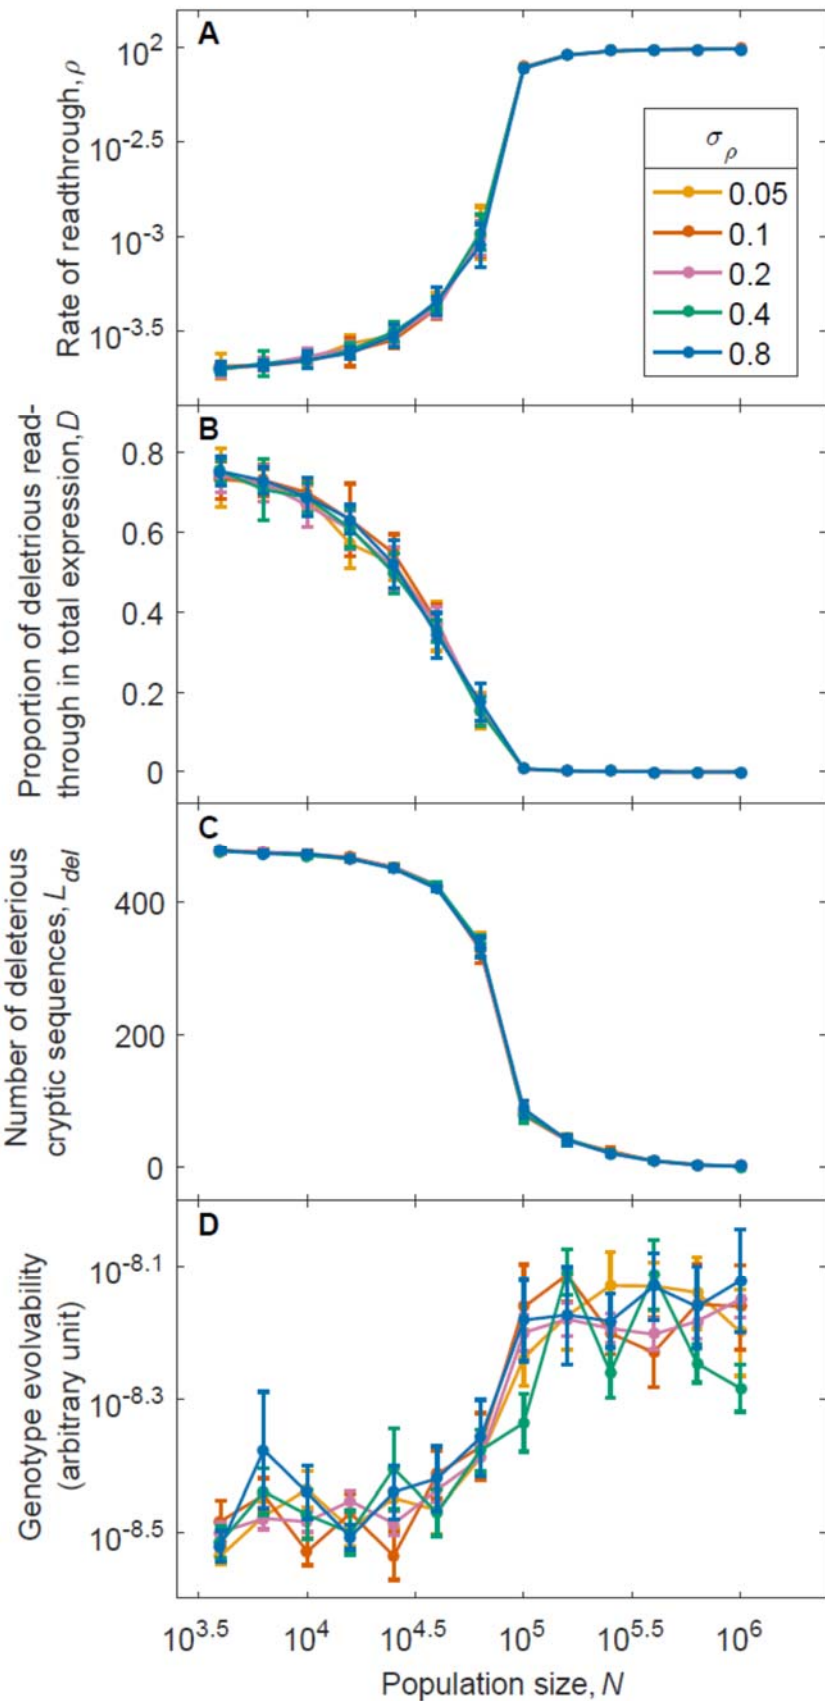 A
Rate of readthrough, ρ
10^2
10^-2.5
10^-3
10^-3.5
σ_ρ
0.05
0.1
0.2
0.4
0.8
B
Proportion of deletrious read-
through in total expression, D
0.8
0.6
0.4
0.2
0
C
Number of deleterious
cryptic sequences, L_del
400
200
0
D
Genotype evolvability
(arbitrary unit)
10^-8.1
10^-8.3
10^-8.5
10^3.5 10^4 10^4.5 10^5 10^5.5 10^6
Population size, N